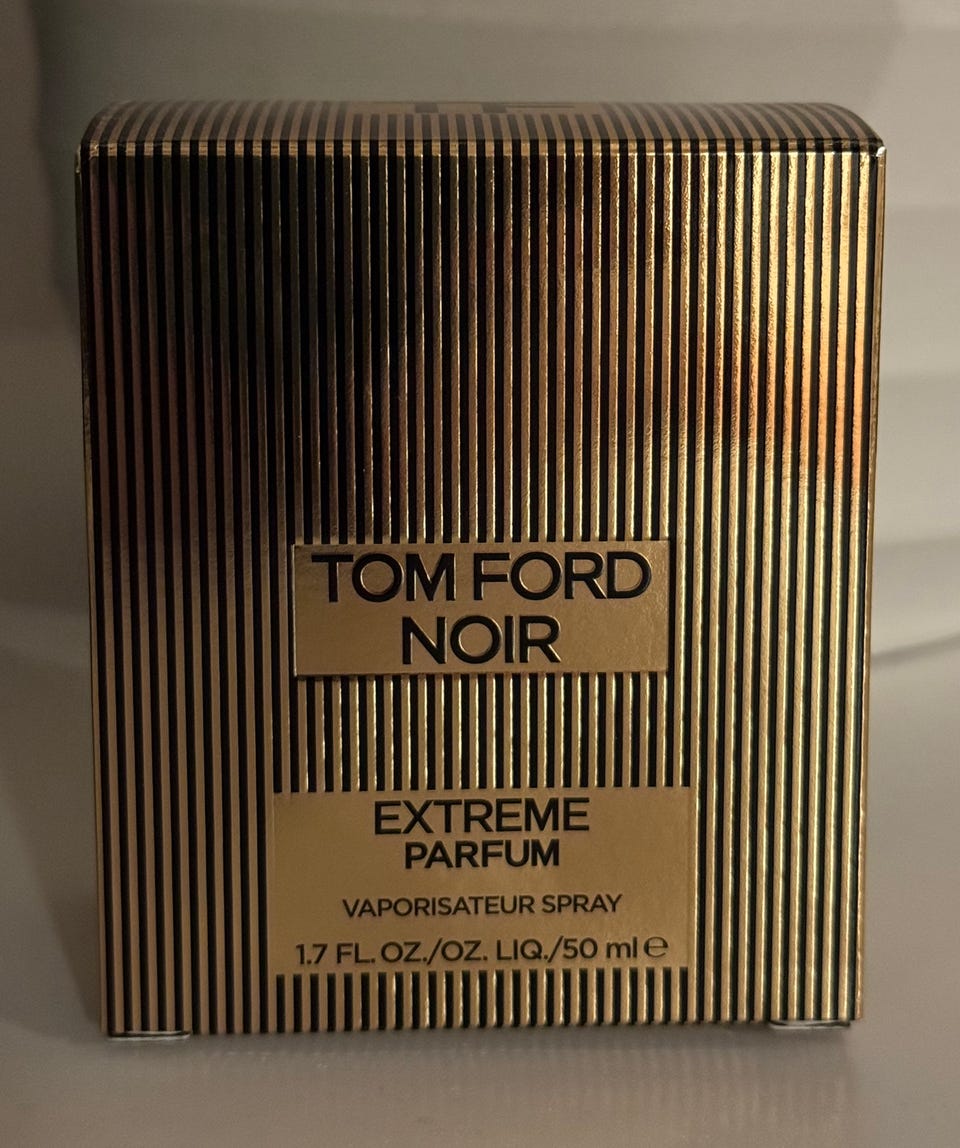 TOM FORD
NOIR
EXTREME
PARFUM
VAPORISATEUR SPRAY
1.7 FL. OZ./OZ. LIQ./50 ml ℮